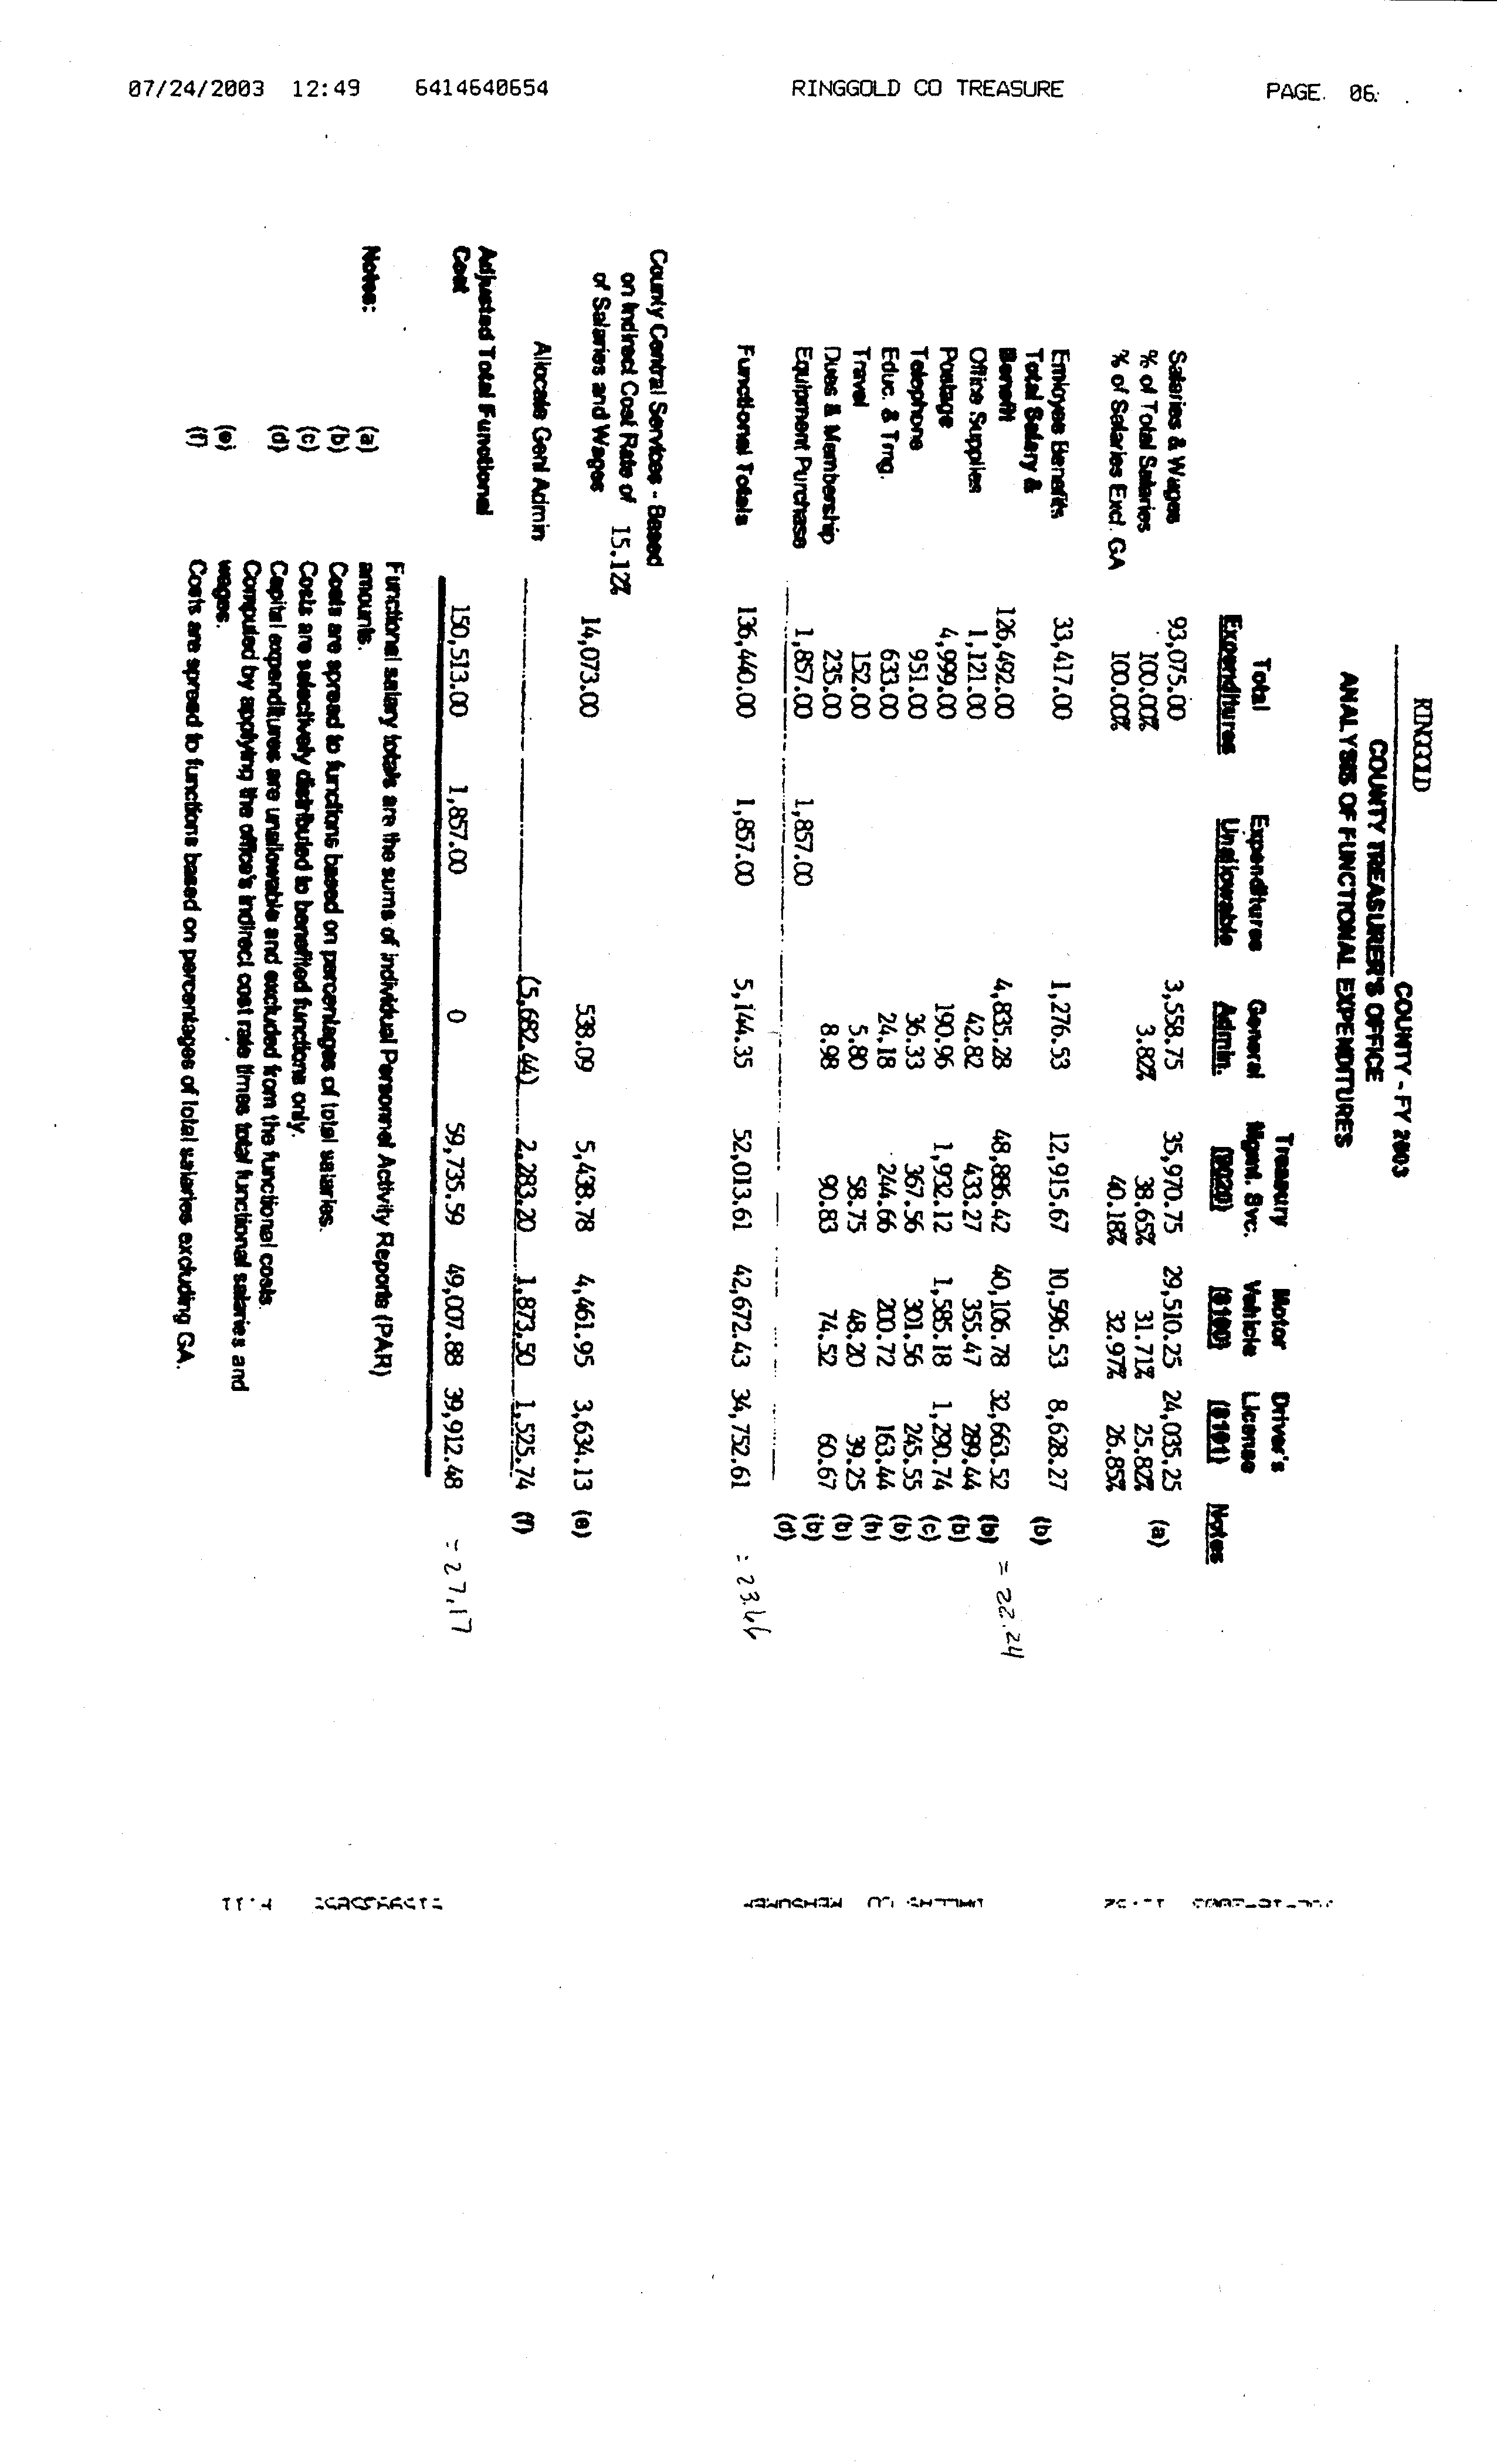 07/24/2003 12:49 6414640654 RINGGOLD CO TREASURE PAGE. 06
RINGGOLD COUNTY - FY 2003
COUNTY TREASURER'S OFFICE
ANALYSIS OF FUNCTIONAL EXPENDITURES
Treasury Motor Driver's
Total Expenditures General Mgmt. Svc. Vehicle License
Expenditures Unallowable Admin. (9020) (8100) (8101) Notes
Salaries & Wages 93,075.00 3,558.75 35,970.75 29,510.25 24,035.25 (a)
% of Total Salaries 100.00% 3.82% 38.65% 31.71% 25.82%
% of Salaries Excl. GA 100.00% 40.18% 32.97% 26.85%
Emloyee Benefits 33,417.00 1,276.53 12,915.67 10,596.53 8,628.27 (b)
Total Salary &
Benefit 126,492.00 4,835.28 48,886.42 40,106.78 32,663.52 (b) = 22.24
Office Supplies 1,121.00 42.82 433.27 355.47 289.44 (b)
Postage 4,999.00 190.96 1,932.12 1,585.18 1,290.74 (c)
Telephone 951.00 36.33 367.56 301.56 245.55 (b)
Educ. & Trng. 633.00 24.18 244.66 200.72 163.44 (b)
Travel 152.00 5.80 58.75 48.20 39.25 (b)
Dues & Membership 235.00 8.98 90.83 74.52 60.67 (b)
Equipment Purchase 1,857.00 1,857.00 (d)
Functional Totals 136,440.00 1,857.00 5,144.35 52,013.61 42,672.43 34,752.61 = 23.66
County Central Services - Based
on Indirect Cost Rate of 15.12%
of Salaries and Wages 14,073.00 538.09 5,438.78 4,461.95 3,634.13 (e)
Allocate Genl Admin (5,682.44) 2,283.20 1,873.50 1,525.74 (f)
Adjusted Total Functional
Cost 150,513.00 1,857.00 0 59,735.59 49,007.88 39,912.48 = 27.17
Notes: (a) Functional salary totals are the sums of individual Personnel Activity Reports (PAR)
amounts.
(b) Costs are spread to functions based on percentages of total salaries.
(c) Costs are selectively distributed to benefited functions only.
(d) Capital expenditures are unallowable and excluded from the functional costs.
(e) Computed by applying the office's indirect cost rate times total functional salaries and
wages.
(f) Costs are spread to functions based on percentages of total salaries excluding GA.